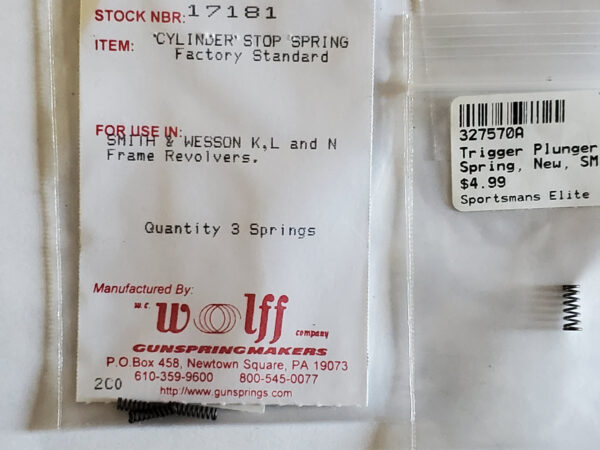 STOCK NBR: 17181
ITEM: CYLINDER STOP SPRING
Factory Standard
FOR USE IN:
SMITH & WESSON K,L and N
Frame Revolvers.
Quantity 3 Springs
Manufactured By:
W.C. Wolff company
GUNSPRINGMAKERS
P.O.Box 458, Newtown Square, PA 19073
610-359-9600 800-545-0077
http://www.gunsprings.com
200
327570A
Trigger Plunger
Spring, New, SM
$4.99
Sportsmans Elite